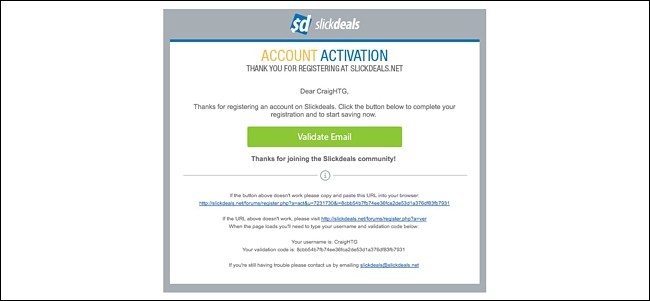 sd slickdeals
ACCOUNT ACTIVATION
THANK YOU FOR REGISTERING AT SLICKDEALS.NET
Dear CraigHTG,
Thanks for registering an account on Slickdeals. Click the button below to complete your
registration and to start saving now.
Validate Email
Thanks for joining the Slickdeals community!
i
If the button above doesn't work please copy and paste this URL into your browser:
http://slickdeals.net/forums/register.php?a=act&u=7231730&i=8cbb54b7fb74ee36fca2de53d1a376df83fb7931
If the URL above doesn't work, please visit http://slickdeals.net/forums/register.php?a=ver
When the page loads you'll need to type your username and validation code below.
Your username is: CraigHTG
Your validation code is: 8cbb54b7fb74ee36fca2de53d1a376df83fb7931
If you're still having trouble please contact us by emailing slickdeals@slickdeals.net